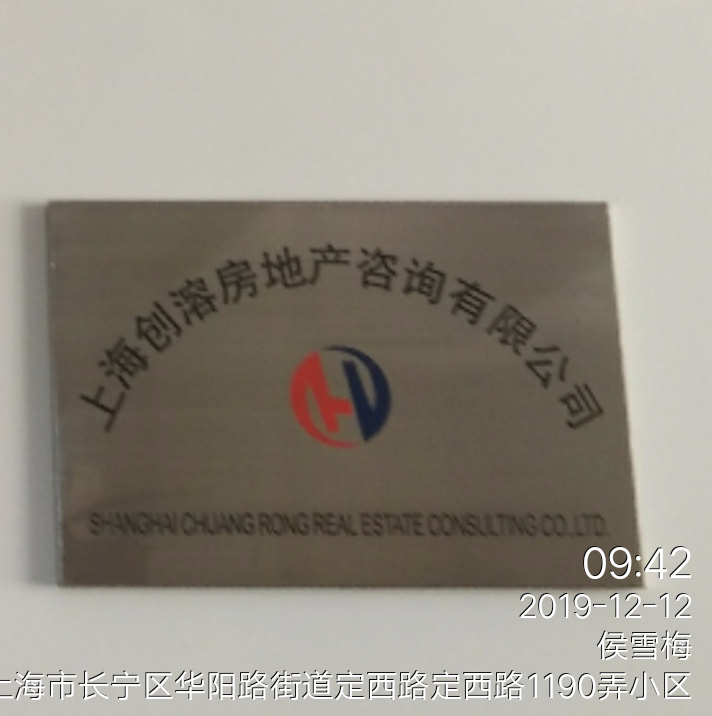 上海创溶房地产咨询有限公司
SHANGHAI CHUANG RONG REAL ESTATE CONSULTING CO.,LTD.
09:42
2019-12-12
侯雪梅
上海市长宁区华阳路街道定西路定西路1190弄小区